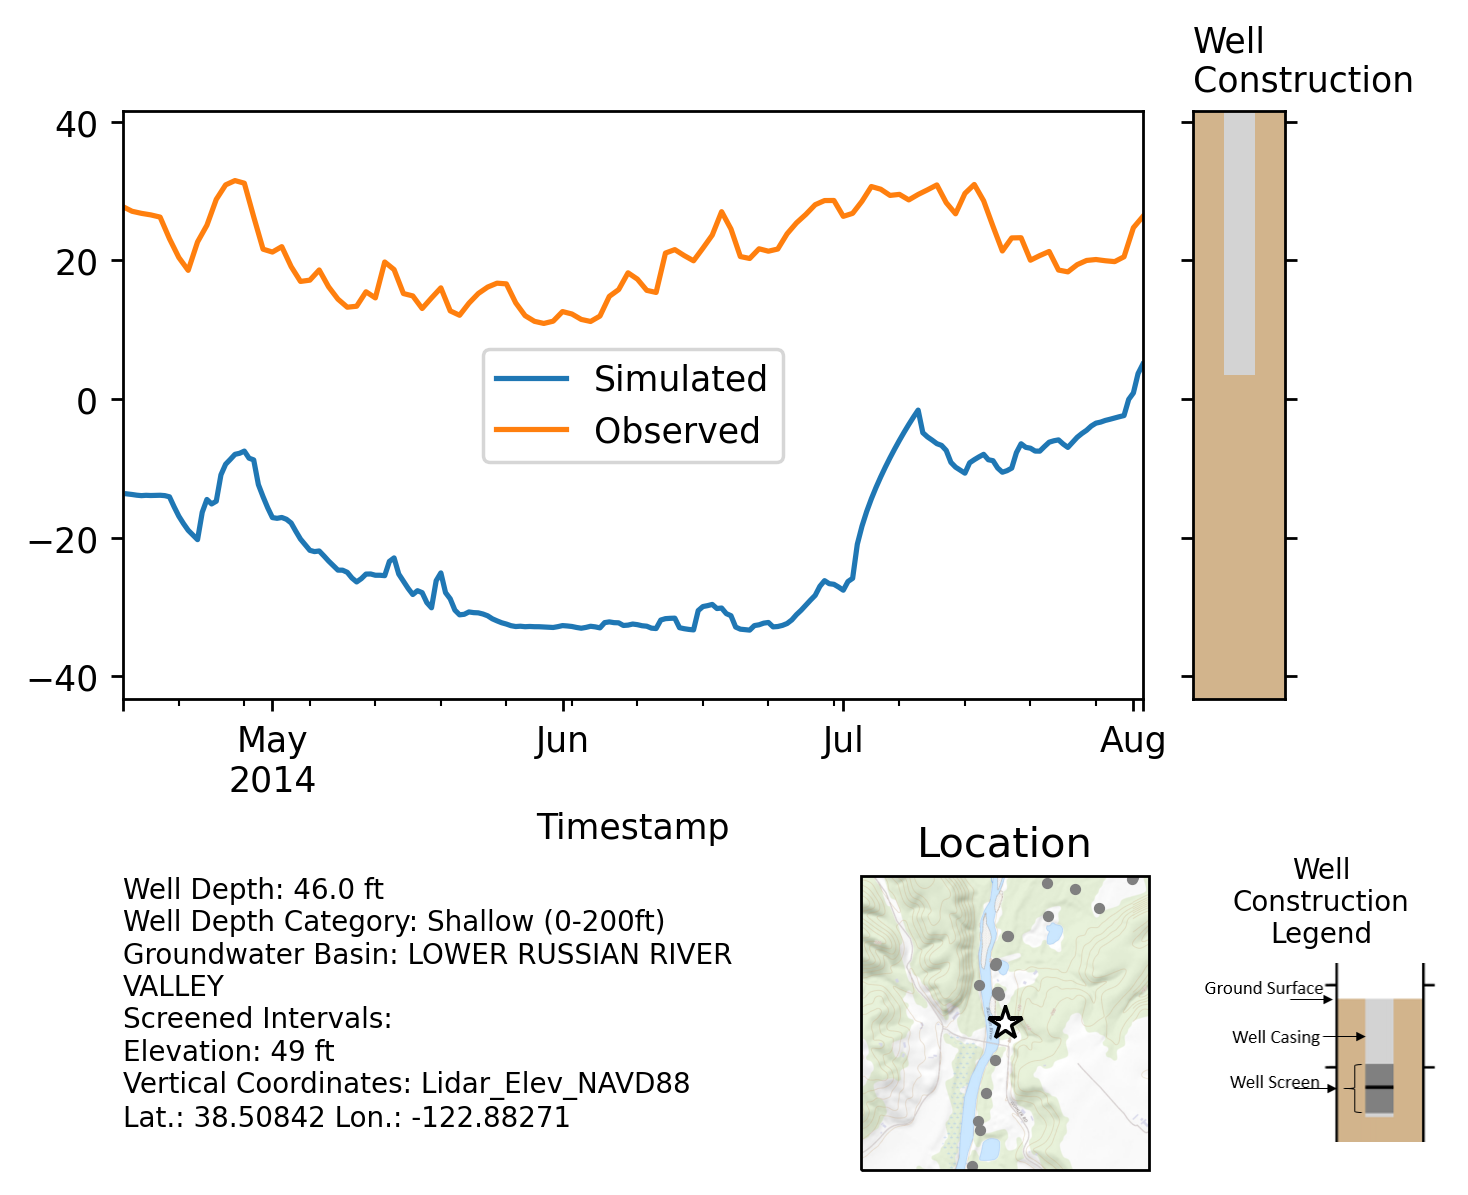 Well
Construction
40
20
0
−20
−40
Simulated
Observed
May
2014
Jun
Jul
Aug
Timestamp
Well Depth: 46.0 ft
Well Depth Category: Shallow (0-200ft)
Groundwater Basin: LOWER RUSSIAN RIVER
VALLEY
Screened Intervals:
Elevation: 49 ft
Vertical Coordinates: Lidar_Elev_NAVD88
Lat.: 38.50842 Lon.: -122.88271
Location
Well
Construction
Legend
Ground Surface
Well Casing
Well Screen